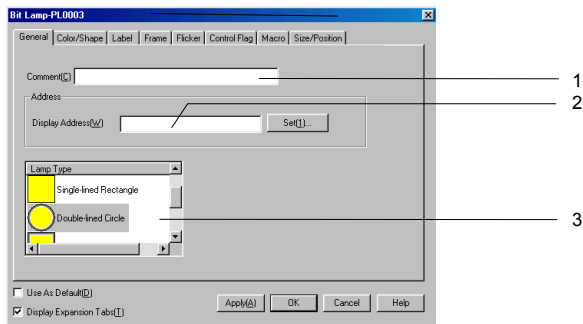 Bit Lamp-PL0003
General Color/Shape Label Frame Flicker Control Flag Macro Size/Position
Comment(C) 1
Address 2
Display Address(W) Set(1)...
Lamp Type
Single-lined Rectangle
Double-lined Circle 3
Use As Default(D)
Apply(A) OK Cancel Help
Display Expansion Tabs(T)